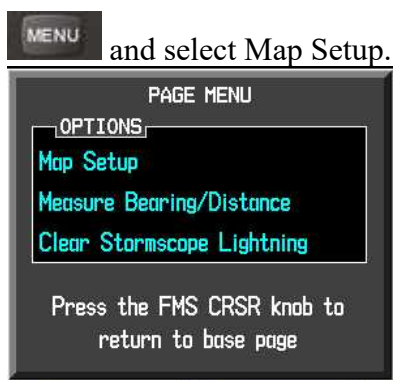 MENU and select Map Setup.
PAGE MENU
OPTIONS
Map Setup
Measure Bearing/Distance
Clear Stormscope Lightning
Press the FMS CRSR knob to
return to base page